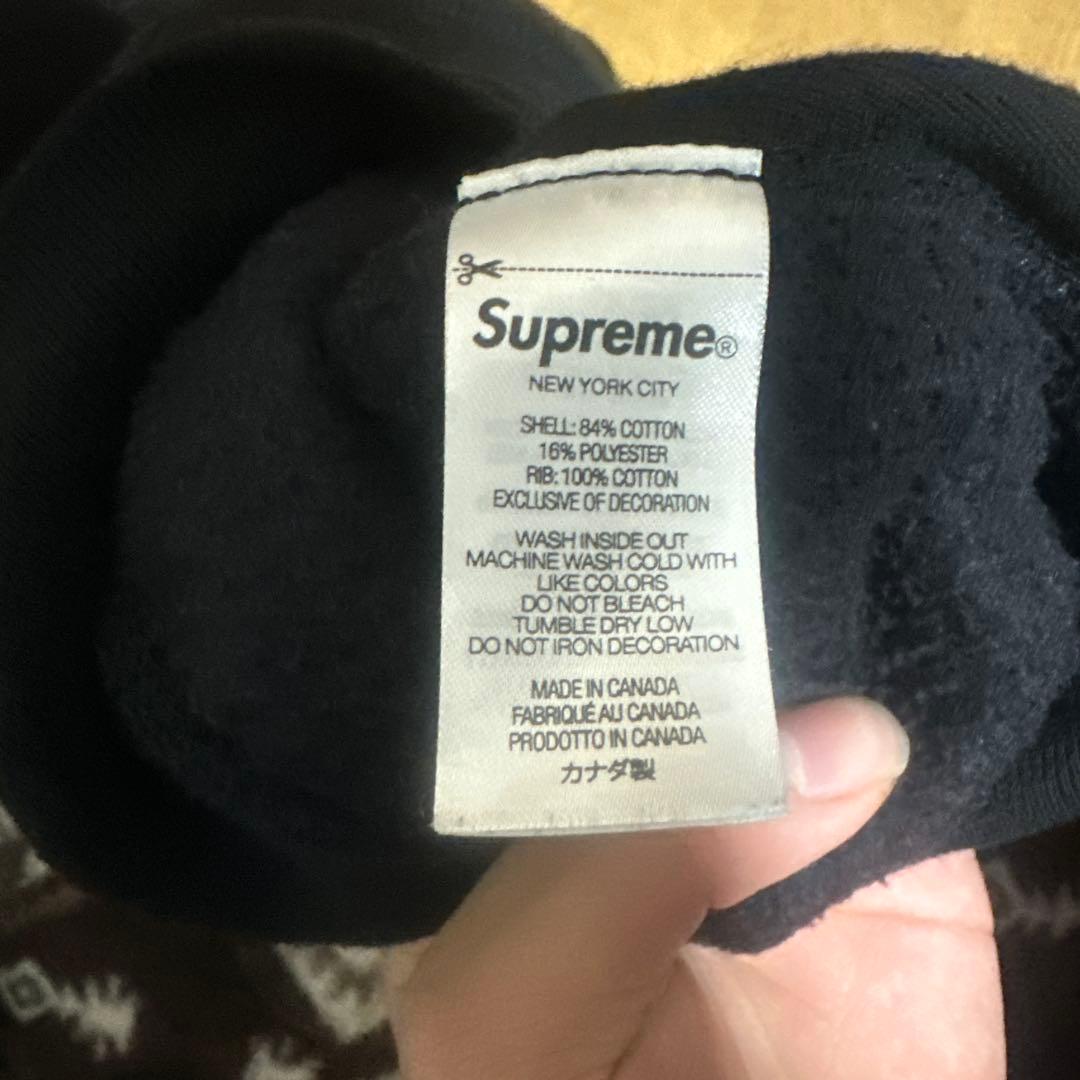 Supreme®
NEW YORK CITY
SHELL: 84% COTTON
16% POLYESTER
RIB: 100% COTTON
EXCLUSIVE OF DECORATION
WASH INSIDE OUT
MACHINE WASH COLD WITH
LIKE COLORS
DO NOT BLEACH
TUMBLE DRY LOW
DO NOT IRON DECORATION
MADE IN CANADA
FABRIQUÉ AU CANADA
PRODOTTO IN CANADA
カナダ製